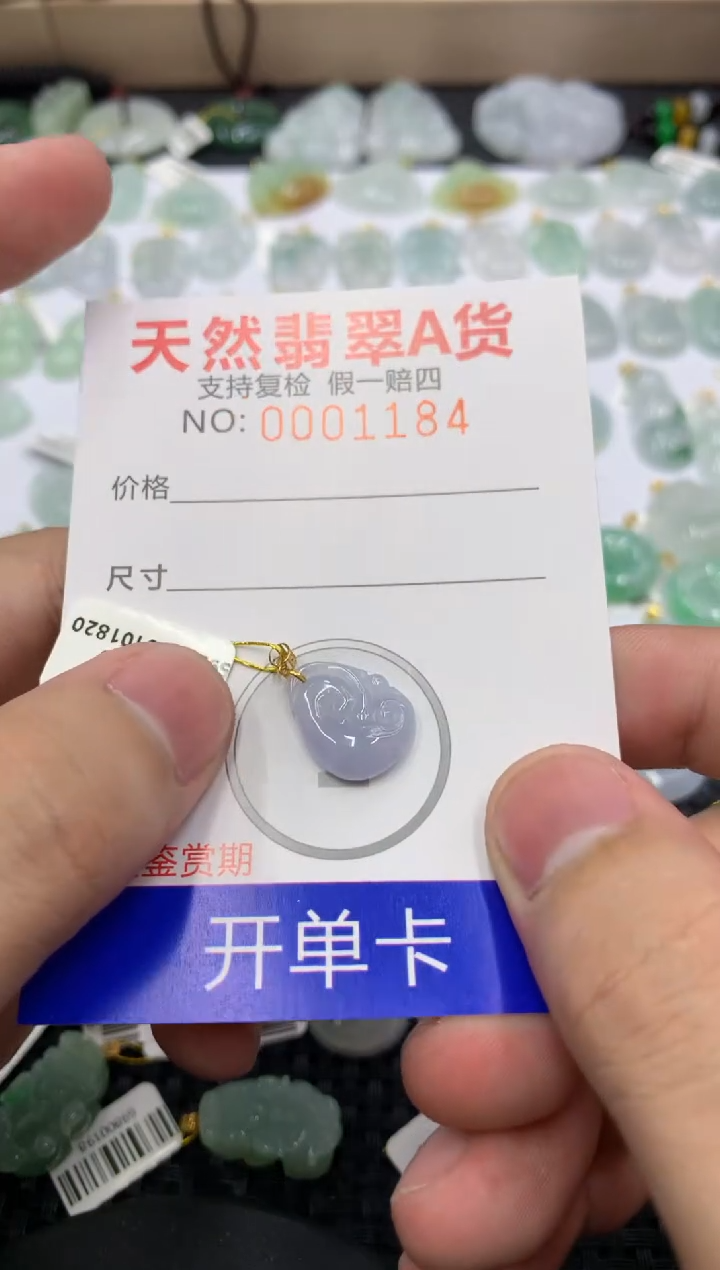 天然翡翠A货
支持复检 假一赔四
NO: 0001184
价格
尺寸
101820
鉴赏期
开单卡